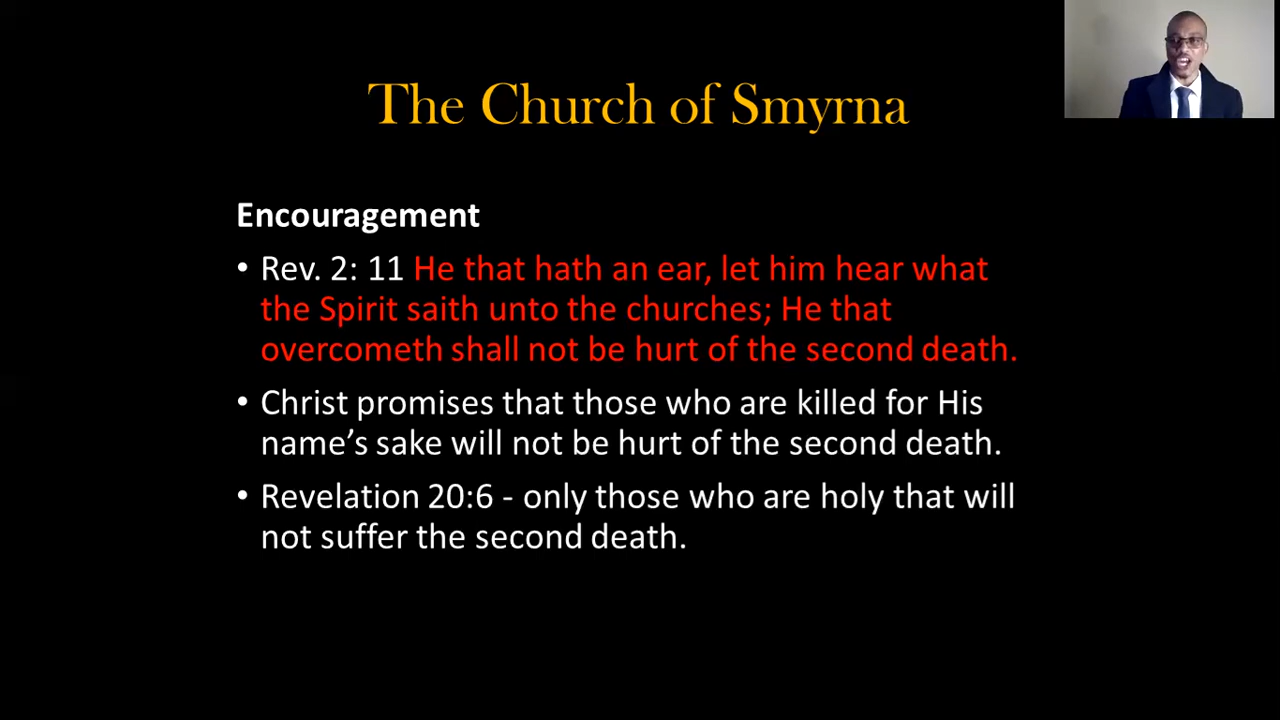 The Church of Smyrna
Encouragement
• Rev. 2: 11 He that hath an ear, let him hear what
the Spirit saith unto the churches; He that
overcometh shall not be hurt of the second death.
• Christ promises that those who are killed for His
name’s sake will not be hurt of the second death.
• Revelation 20:6 - only those who are holy that will
not suffer the second death.